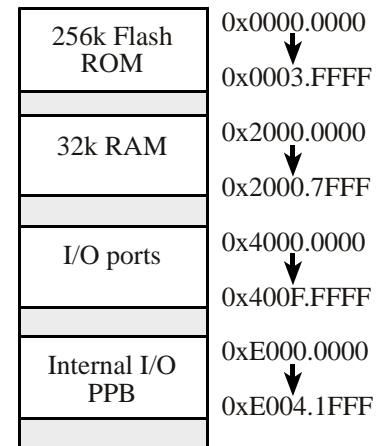 256k Flash
ROM
0x0000.0000
0x0003.FFFF
32k RAM
0x2000.0000
0x2000.7FFF
I/O ports
0x4000.0000
0x400F.FFFF
Internal I/O
PPB
0xE000.0000
0xE004.1FFF